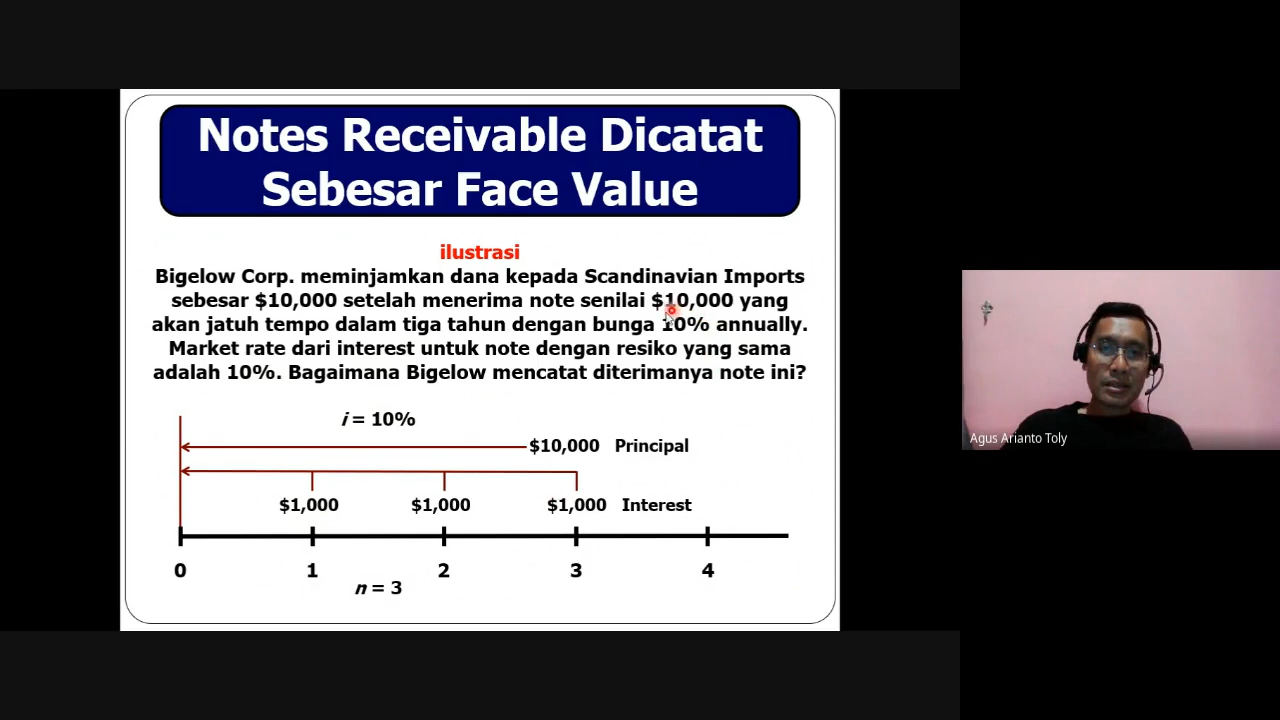 Notes Receivable Dicatat
Sebesar Face Value
ilustrasi
Bigelow Corp. meminjamkan dana kepada Scandinavian Imports
sebesar $10,000 setelah menerima note senilai $10,000 yang
akan jatuh tempo dalam tiga tahun dengan bunga 10% annually.
Market rate dari interest untuk note dengan resiko yang sama
adalah 10%. Bagaimana Bigelow mencatat diterimanya note ini?
i = 10%
$10,000 Principal
$1,000 $1,000 $1,000 Interest
0 1 2 3 4
n = 3
Agus Arianto Toly